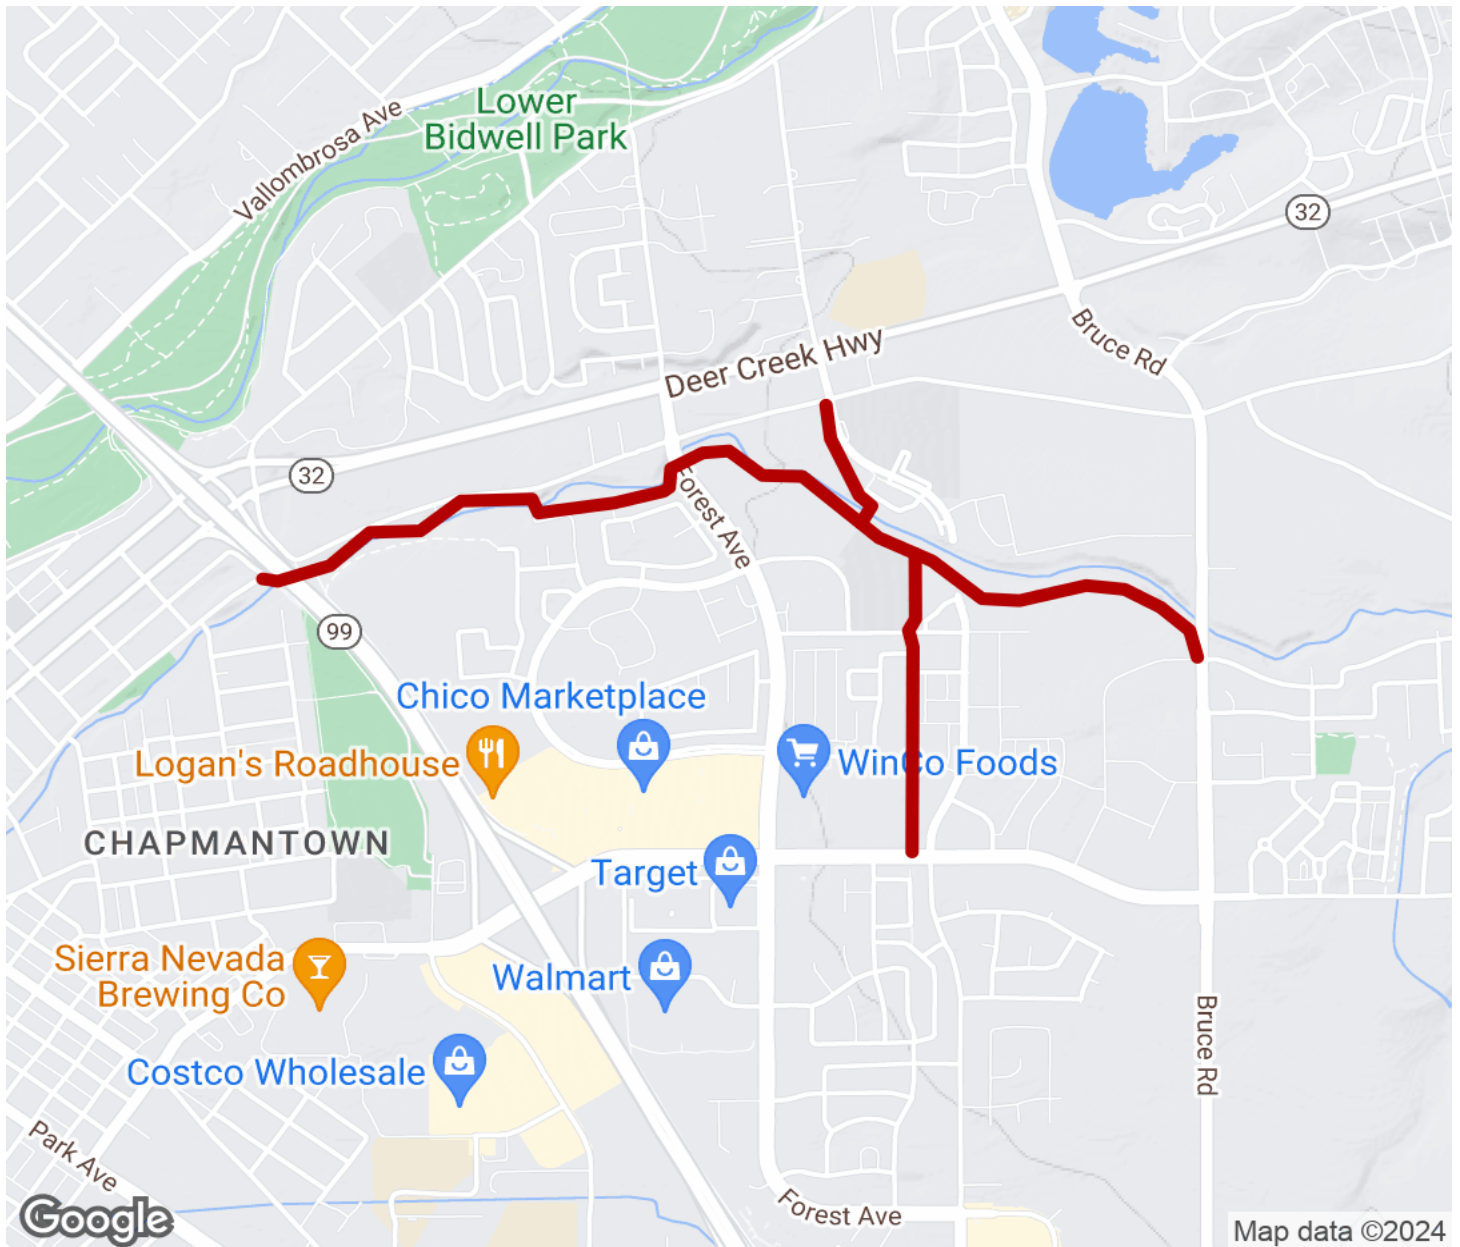 Lower
Bidwell Park
Vallombrosa Ave
32
Deer Creek Hwy
Bruce Rd
32
Forest Ave
99
Chico Marketplace
Logan's Roadhouse
WinCo Foods
CHAPMANTOWN
Target
Sierra Nevada
Brewing Co
Walmart
Costco Wholesale
Bruce Rd
Park Ave
Forest Ave
Google
Map data ©2024